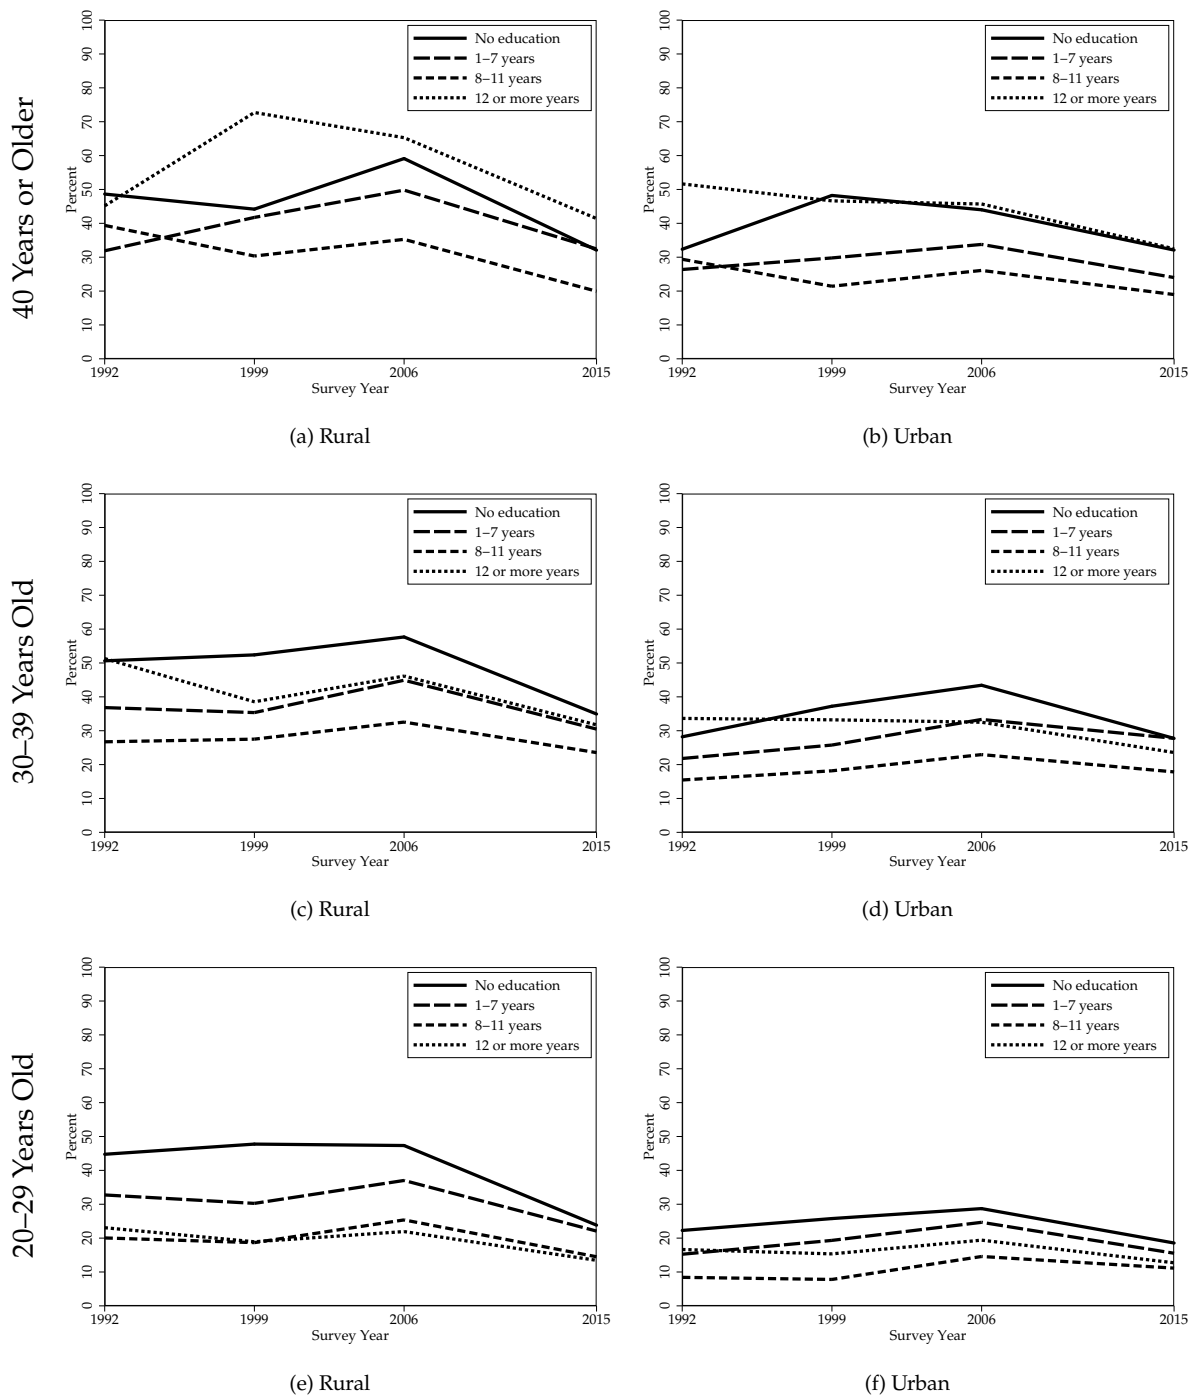 40 Years or Older
Percent
0 10 20 30 40 50 60 70 80 90 100
No education
1–7 years
8–11 years
12 or more years
1992 1999 2006 2015
Survey Year
(a) Rural
Percent
0 10 20 30 40 50 60 70 80 90 100
No education
1–7 years
8–11 years
12 or more years
1992 1999 2006 2015
Survey Year
(b) Urban
30–39 Years Old
Percent
0 10 20 30 40 50 60 70 80 90 100
No education
1–7 years
8–11 years
12 or more years
1992 1999 2006 2015
Survey Year
(c) Rural
Percent
0 10 20 30 40 50 60 70 80 90 100
No education
1–7 years
8–11 years
12 or more years
1992 1999 2006 2015
Survey Year
(d) Urban
20–29 Years Old
Percent
0 10 20 30 40 50 60 70 80 90 100
No education
1–7 years
8–11 years
12 or more years
1992 1999 2006 2015
Survey Year
(e) Rural
Percent
0 10 20 30 40 50 60 70 80 90 100
No education
1–7 years
8–11 years
12 or more years
1992 1999 2006 2015
Survey Year
(f) Urban